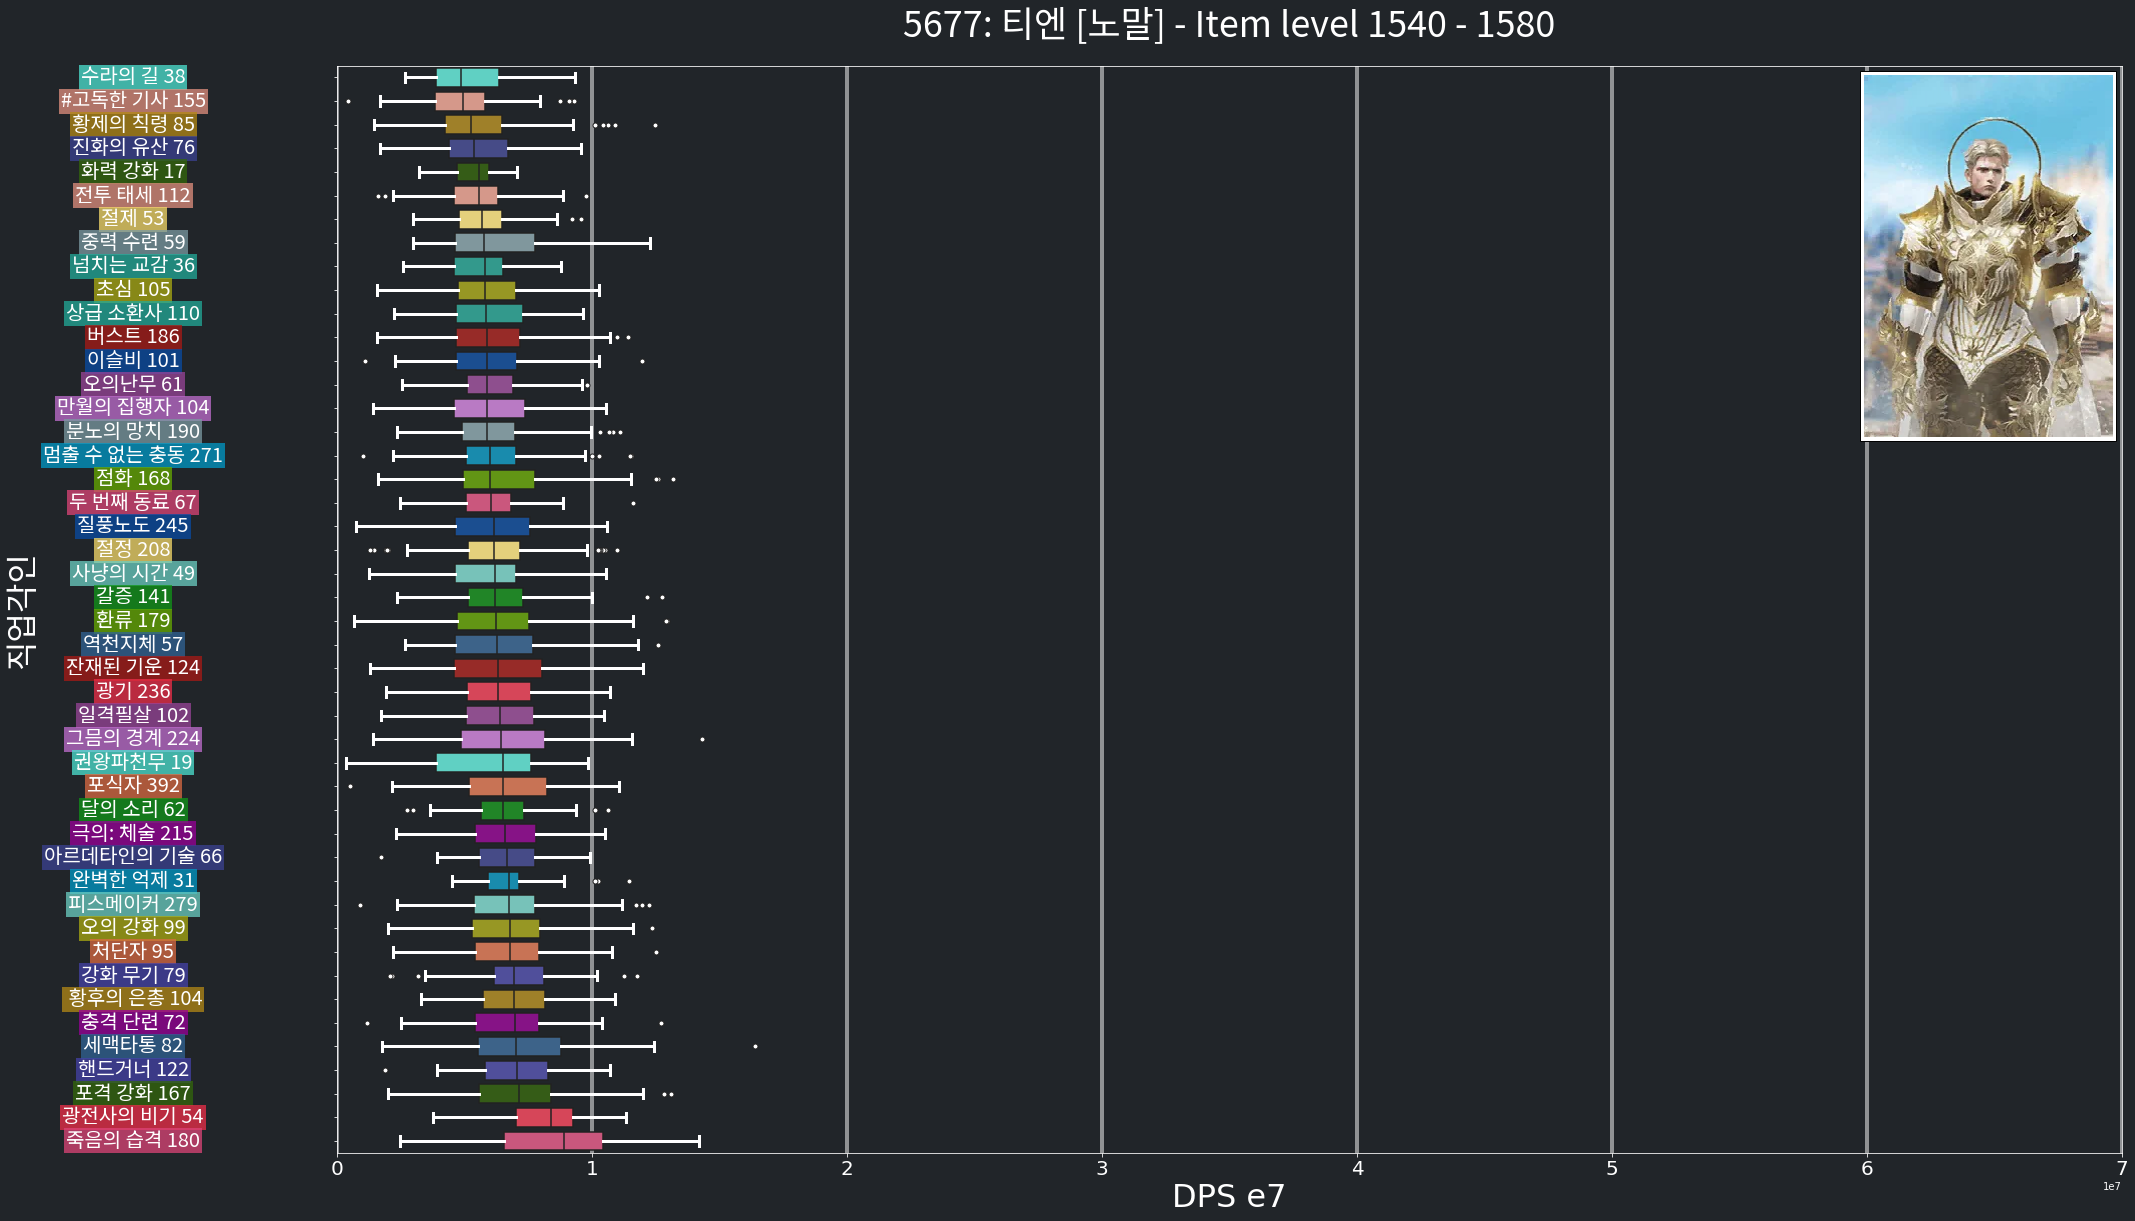 5677: 티엔 [노말] - Item level 1540 - 1580
직업각인
수라의 길 38
#고독한 기사 155
황제의 칙령 85
진화의 유산 76
화력 강화 17
전투 태세 112
절제 53
중력 수련 59
넘치는 교감 36
초심 105
상급 소환사 110
버스트 186
이슬비 101
오의난무 61
만월의 집행자 104
분노의 망치 190
멈출 수 없는 충동 271
점화 168
두 번째 동료 67
질풍노도 245
절정 208
사냥의 시간 49
갈증 141
환류 179
역천지체 57
잔재된 기운 124
광기 236
일격필살 102
그믐의 경계 224
권왕파천무 19
포식자 392
달의 소리 62
극의: 체술 215
아르데타인의 기술 66
완벽한 억제 31
피스메이커 279
오의 강화 99
처단자 95
강화 무기 79
황후의 은총 104
충격 단련 72
세맥타통 82
핸드거너 122
포격 강화 167
광전사의 비기 54
죽음의 습격 180
0 1 2 3 4 5 6 7
1e7
DPS e7